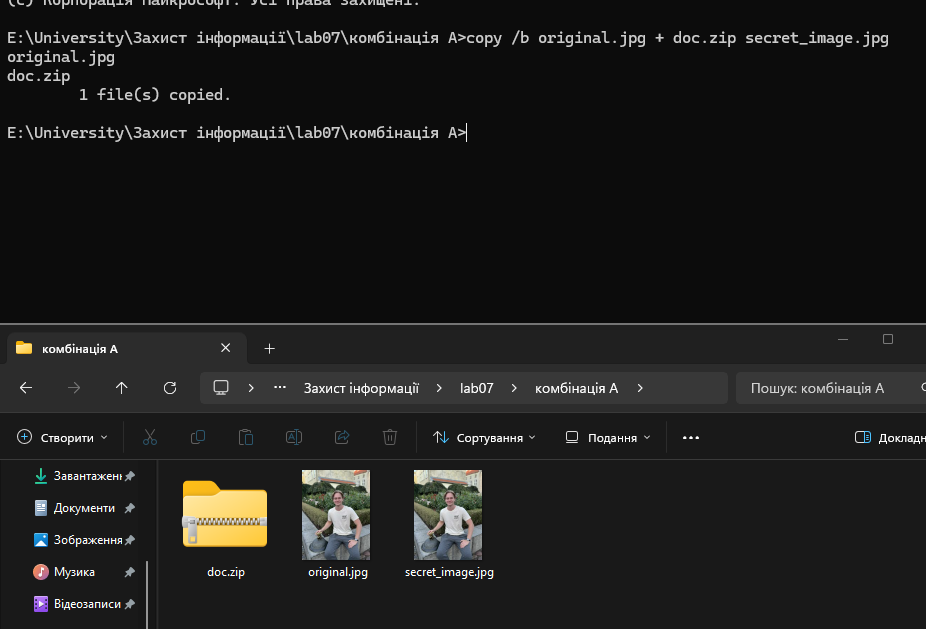 (c) Корпорація Майкрософт. Усі права захищені.
E:\University\Захист інформації\lab07\комбінація A>copy /b original.jpg + doc.zip secret_image.jpg
original.jpg
doc.zip
1 file(s) copied.
E:\University\Захист інформації\lab07\комбінація A>
комбінація A
Захист інформації > lab07 > комбінація A >
Пошук: комбінація A
Створити
Сортування
Подання
Докладн
Завантажен
Документи
Зображення
Музика
Відеозаписи
doc.zip
original.jpg
secret_image.jpg